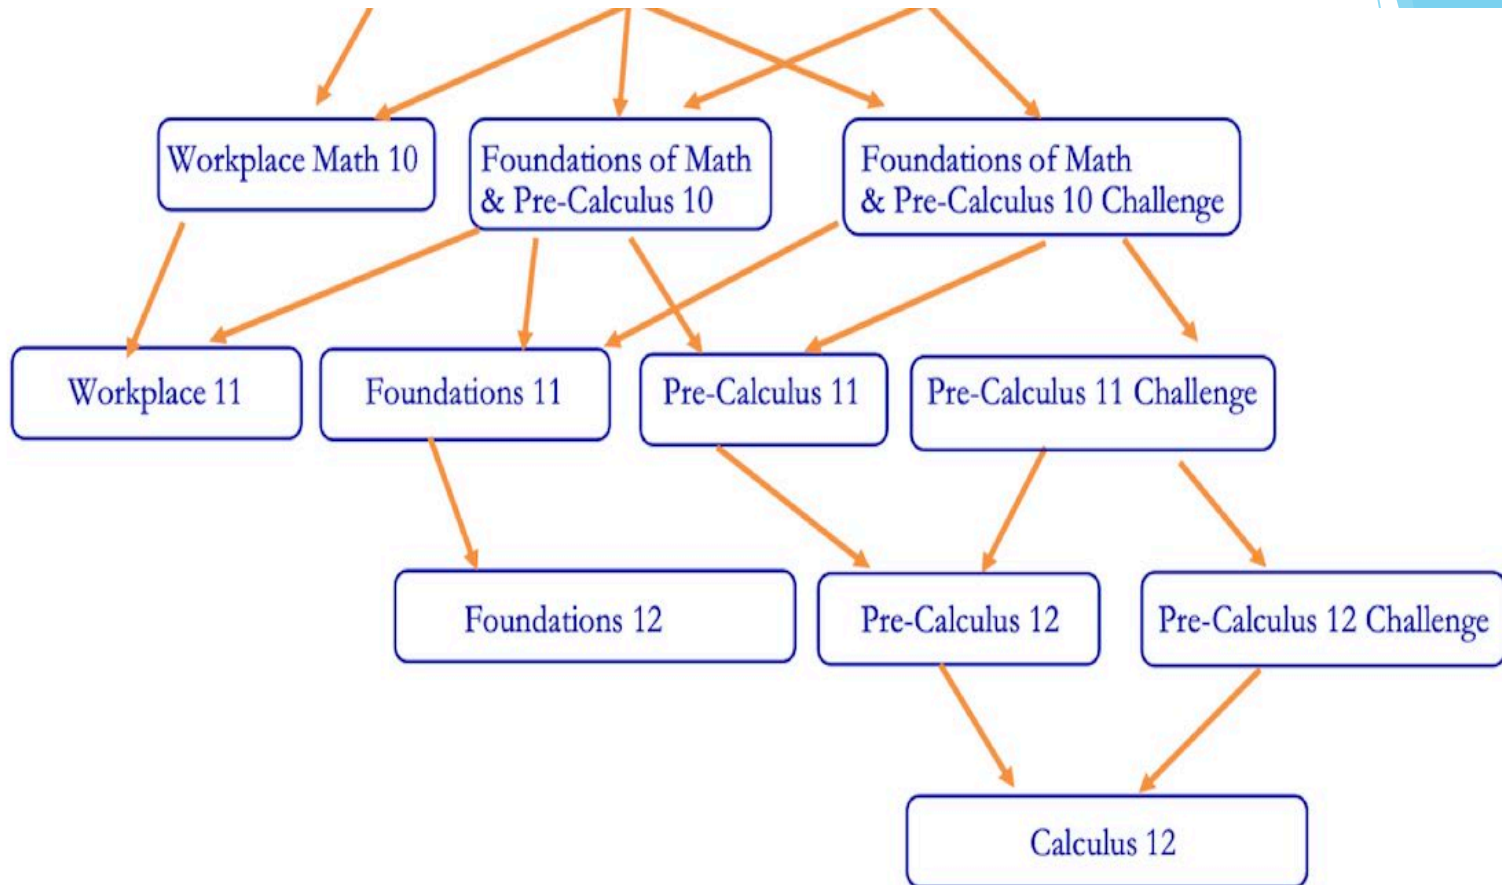 Workplace Math 10
Foundations of Math
& Pre-Calculus 10
Foundations of Math
& Pre-Calculus 10 Challenge
Workplace 11
Foundations 11
Pre-Calculus 11
Pre-Calculus 11 Challenge
Foundations 12
Pre-Calculus 12
Pre-Calculus 12 Challenge
Calculus 12